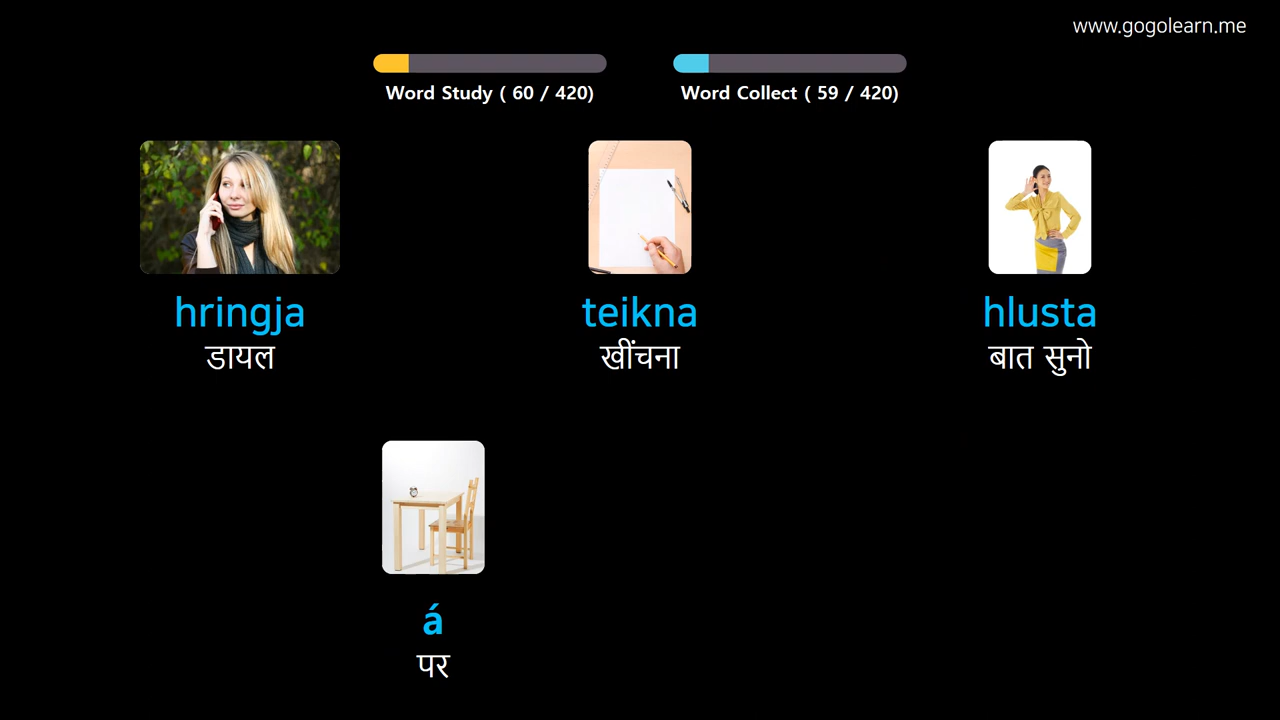 www.gogolearn.me
Word Study ( 60 / 420)
Word Collect ( 59 / 420)
hringja
teikna
hlusta
डायल
खींचना
बात सुनो
á
पर